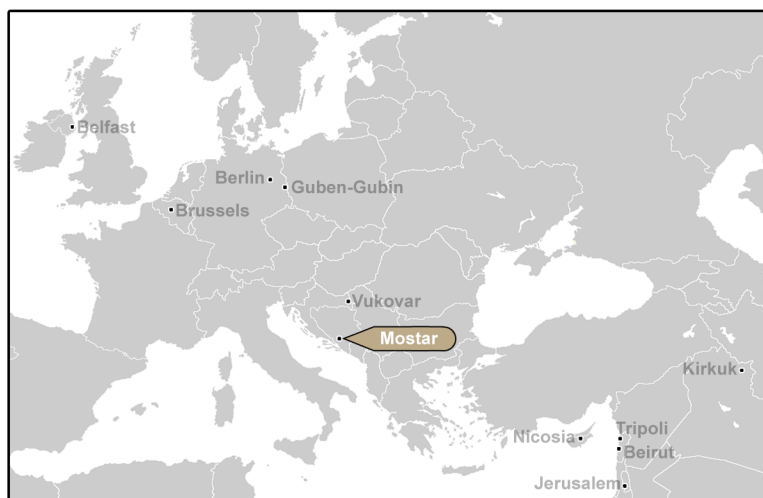 Belfast
Berlin
Guben-Gubin
Brussels
Vukovar
Mostar
Kirkuk
Nicosia
Tripoli
Beirut
Jerusalem